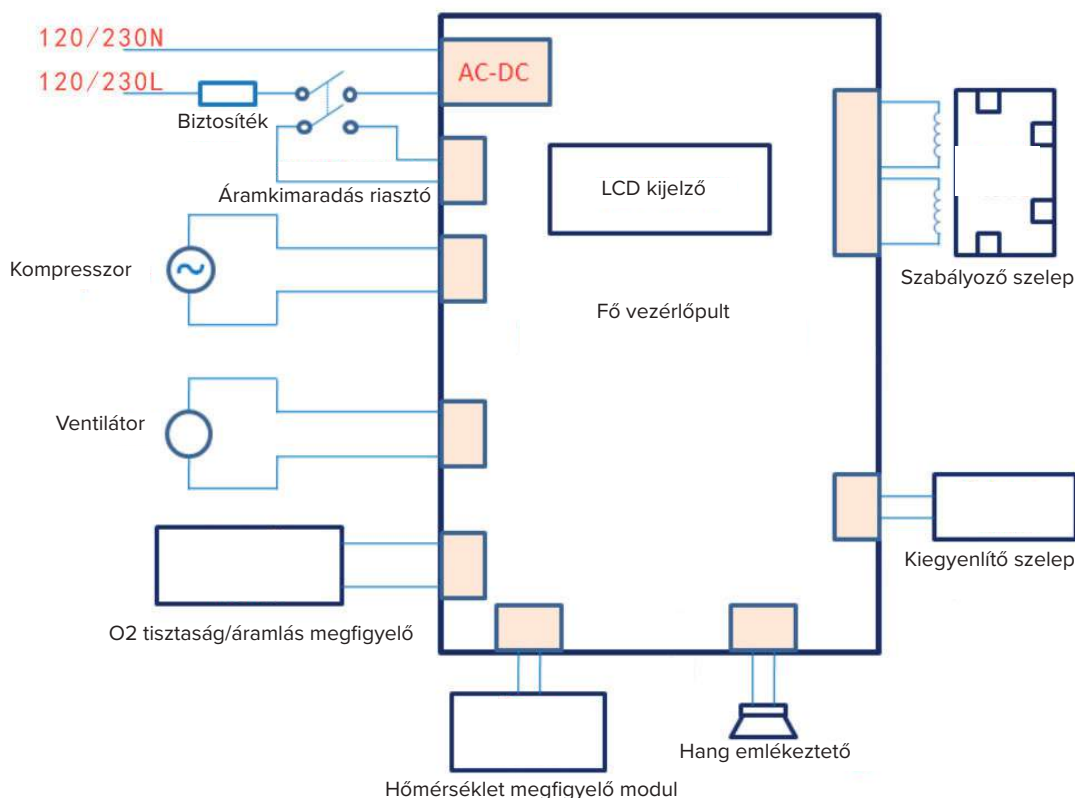 120/230N
120/230L
AC-DC
Biztosíték
LCD kijelző
Áramkimaradás riasztó
Kompresszor
Szabályozó szelep
Fő vezérlőpult
Ventilátor
Kiegyenlítő szelep
O2 tisztaság/áramlás megfigyelő
Hang emlékeztető
Hőmérséklet megfigyelő modul